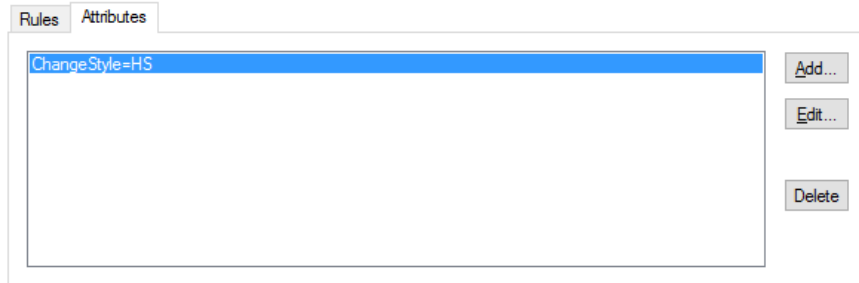 Rules Attributes
ChangeStyle=HS
Add...
Edit...
Delete